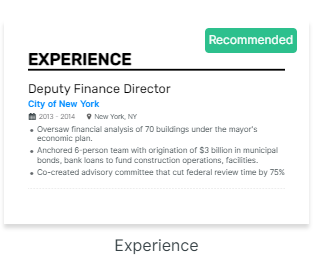 Recommended
EXPERIENCE
Deputy Finance Director
City of New York
2013 - 2014 New York, NY
• Oversaw financial analysis of 70 buildings under the mayor's
economic plan.
• Anchored 6-person team with origination of $3 billion in municipal
bonds, bank loans to fund construction operations, facilities.
• Co-created advisory committee that cut federal review time by 75%
Experience